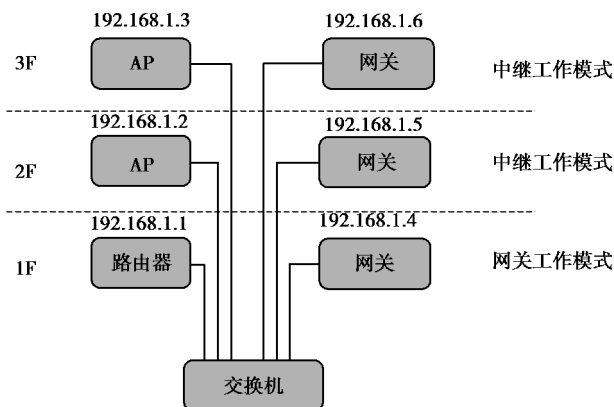 192.168.1.3 192.168.1.6
3F AP 网关 中继工作模式
192.168.1.2 192.168.1.5
2F AP 网关 中继工作模式
192.168.1.1 192.168.1.4
1F 路由器 网关 网关工作模式
交换机